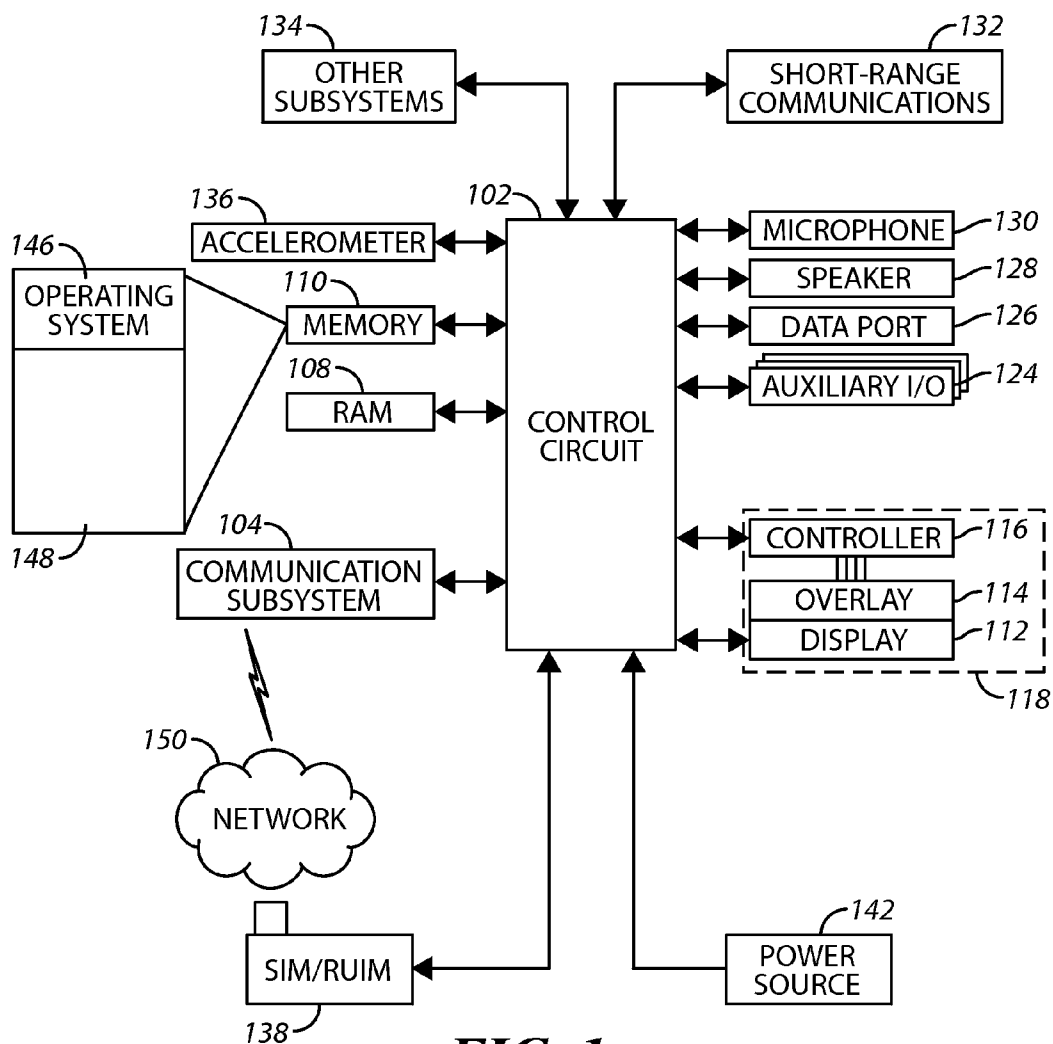 134
OTHER
SUBSYSTEMS
132
SHORT-RANGE
COMMUNICATIONS
102
CONTROL
CIRCUIT
136
ACCELEROMETER
146
OPERATING
SYSTEM
148
110
MEMORY
108
RAM
104
COMMUNICATION
SUBSYSTEM
MICROPHONE
130
SPEAKER
128
DATA PORT
126
AUXILIARY I/O
124
CONTROLLER
116
OVERLAY
114
DISPLAY
112
118
150
NETWORK
SIM/RUIM
138
142
POWER
SOURCE